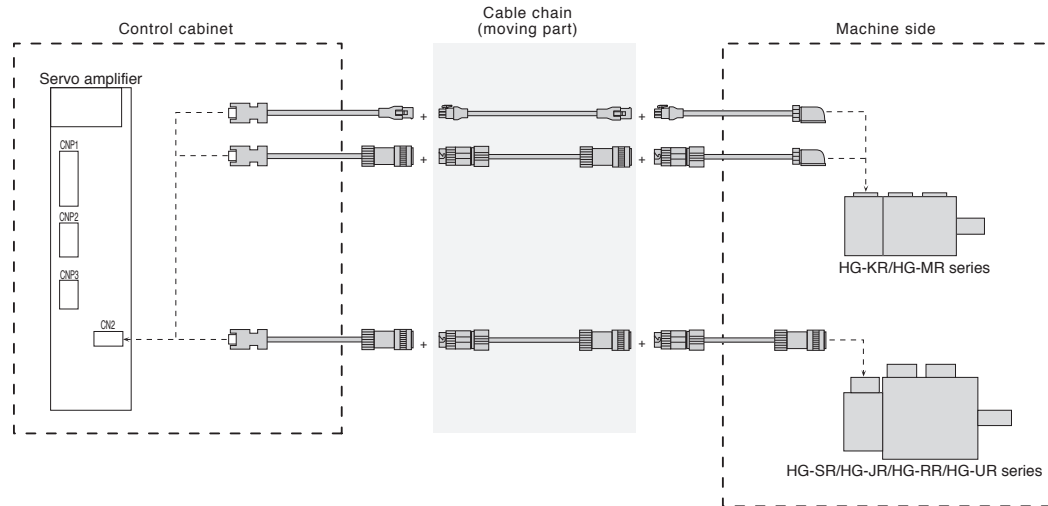 Control cabinet
Cable chain
(moving part)
Machine side
Servo amplifier
CNP1
CNP2
CNP3
CN2
+
+
+
+
+
+
HG-KR/HG-MR series
HG-SR/HG-JR/HG-RR/HG-UR series